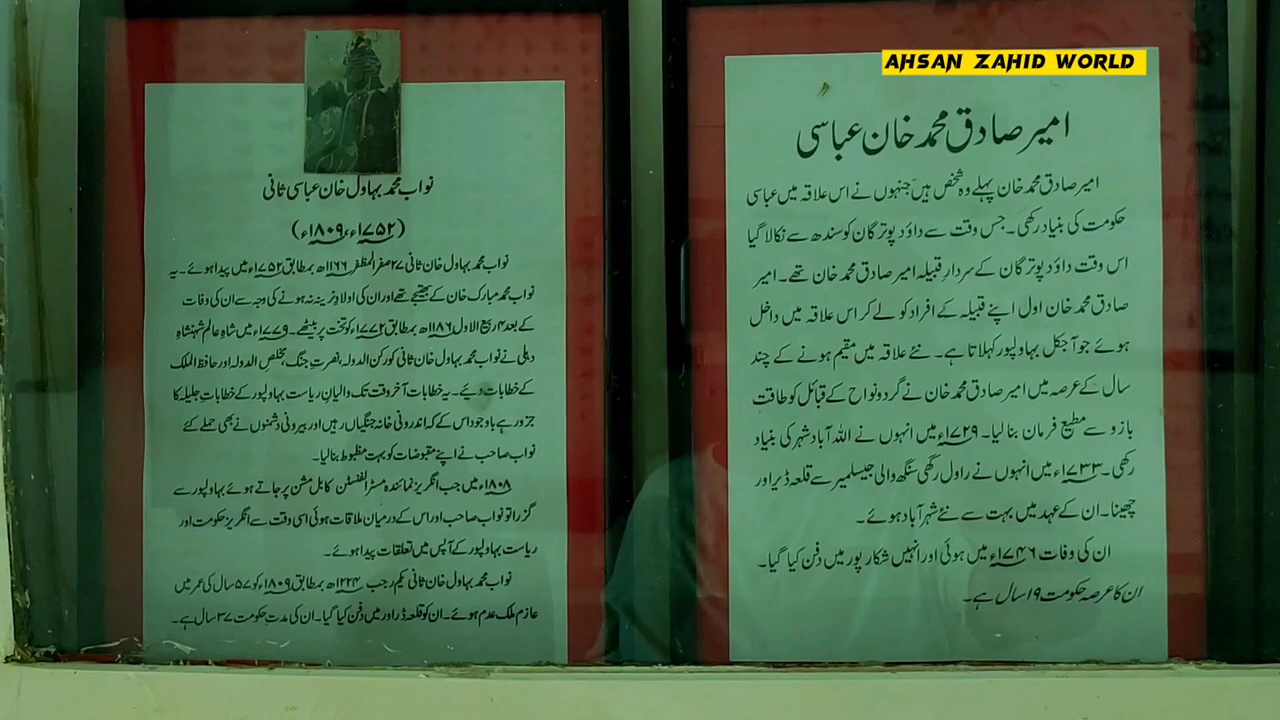 AHSAN ZAHID WORLD
امیر صادق محمد خان عباسی
امیر صادق محمد خان پہلے وہ شخص ہیں جنہوں نے اس علاقہ میں عباسی
حکومت کی بنیاد رکھی۔ جس وقت سے داؤد پوترگان کو سندھ سے نکالا گیا
اس وقت داؤد پوترگان کے سردارِ قبیلہ امیر صادق محمد خان تھے۔ امیر
صادق محمد خان اول اپنے قبیلہ کے افراد کو لے کر اس علاقہ میں داخل
ہوئے جو آجکل بہاولپور کہلاتا ہے۔ نئے علاقہ میں مقیم ہونے کے چند
سال کے عرصہ میں امیر صادق محمد خان نے گردونواح کے قبائل کو طاقت
بازو سے مطیع فرمان بنا لیا۔ ۱۷۲۹ء میں انہوں نے اللہ آباد شہر کی بنیاد
رکھی۔ ۱۷۳۳ء میں انہوں نے راول رگھی سنگھ والی جیسلمیر سے قلعہ ڈیراور
چھینا۔ ان کے عہد میں بہت سے نئے شہر آباد ہوئے۔
ان کی وفات ۱۷۴۶ء میں ہوئی اور انہیں شکار پور میں دفن کیا گیا۔
ان کا عرصہ حکومت ۱۹ سال ہے۔
نواب محمد بہاول خان عباسی ثانی
(۱۷۵۲ء،۱۸۰۹ء)
نواب محمد بہاول خان ثانی ۲۷ صفر المظفر ۱۱۶۶ھ بمطابق ۱۷۵۲ء میں پیدا ہوئے۔ یہ
نواب محمد مبارک خان کے بھتیجے تھے اور ان کی اولادِ نرینہ نہ ہونے کی وجہ سے ان کی وفات
کے بعد ۴ ربیع الاول ۱۱۸۶ھ بمطابق ۱۷۷۲ء کو تخت پر بیٹھے۔ ۱۷۷۹ء میں شاہِ عالم شہنشاہِ
دہلی نے نواب محمد بہاول خان ثانی کو رکن الدولہ، نصرتِ جنگ، مخلص الدولہ اور حافظ الملک
کے خطابات دیئے۔ یہ خطابات آخر وقت تک والیانِ ریاست بہاولپور کے خطاباتِ جلیلہ کا
جزو رہے باوجود اس کے کہ اندرونی خانہ جنگیاں رہیں اور بیرونی دشمنوں نے بھی حملے کئے
نواب صاحب نے اپنے مقبوضات کو بہت مظبوط بنا لیا۔
۱۸۰۸ء میں جب انگریز نمائندہ مسٹر الفنسٹن کابل مشن پر جاتے ہوئے بہاولپور سے
گزرا تو نواب صاحب اور اس کے درمیان ملاقات ہوئی اسی وقت سے انگریز حکومت اور
ریاست بہاولپور کے آپس میں تعلقات پیدا ہوئے۔
نواب محمد بہاول خان ثانی یکم رجب ۱۲۲۴ھ بمطابق ۱۸۰۹ء کو ۵۷ سال کی عمر میں
عازم ملک عدم ہوئے۔ ان کو قلعہ ڈیراور میں دفن کیا گیا۔ ان کی مدتِ حکومت ۳۷ سال ہے۔